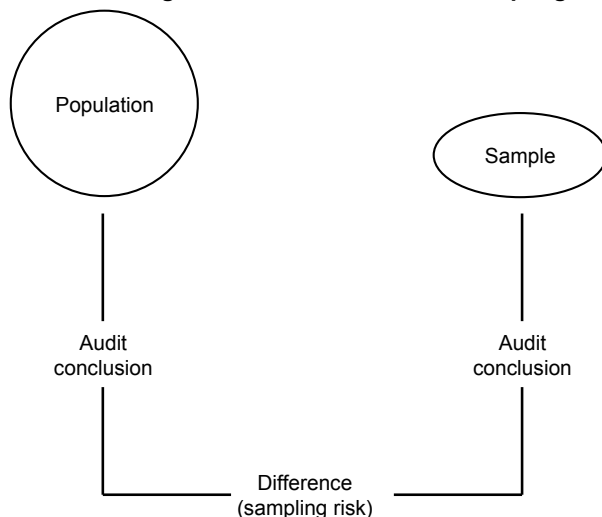 Population
Sample
Audit
conclusion
Audit
conclusion
Difference
(sampling risk)